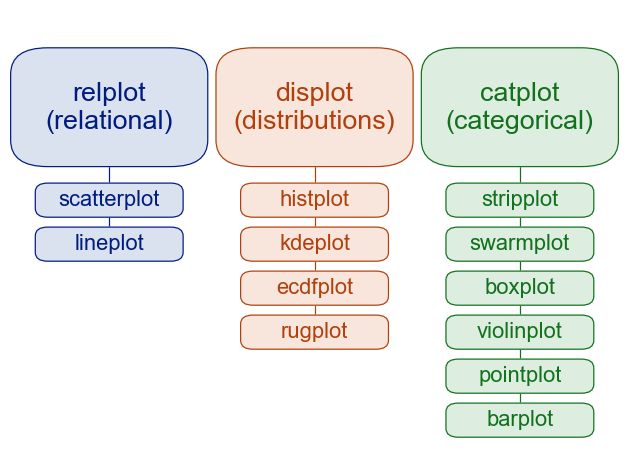 relplot
(relational)
scatterplot
lineplot
displot
(distributions)
histplot
kdeplot
ecdfplot
rugplot
catplot
(categorical)
stripplot
swarmplot
boxplot
violinplot
pointplot
barplot